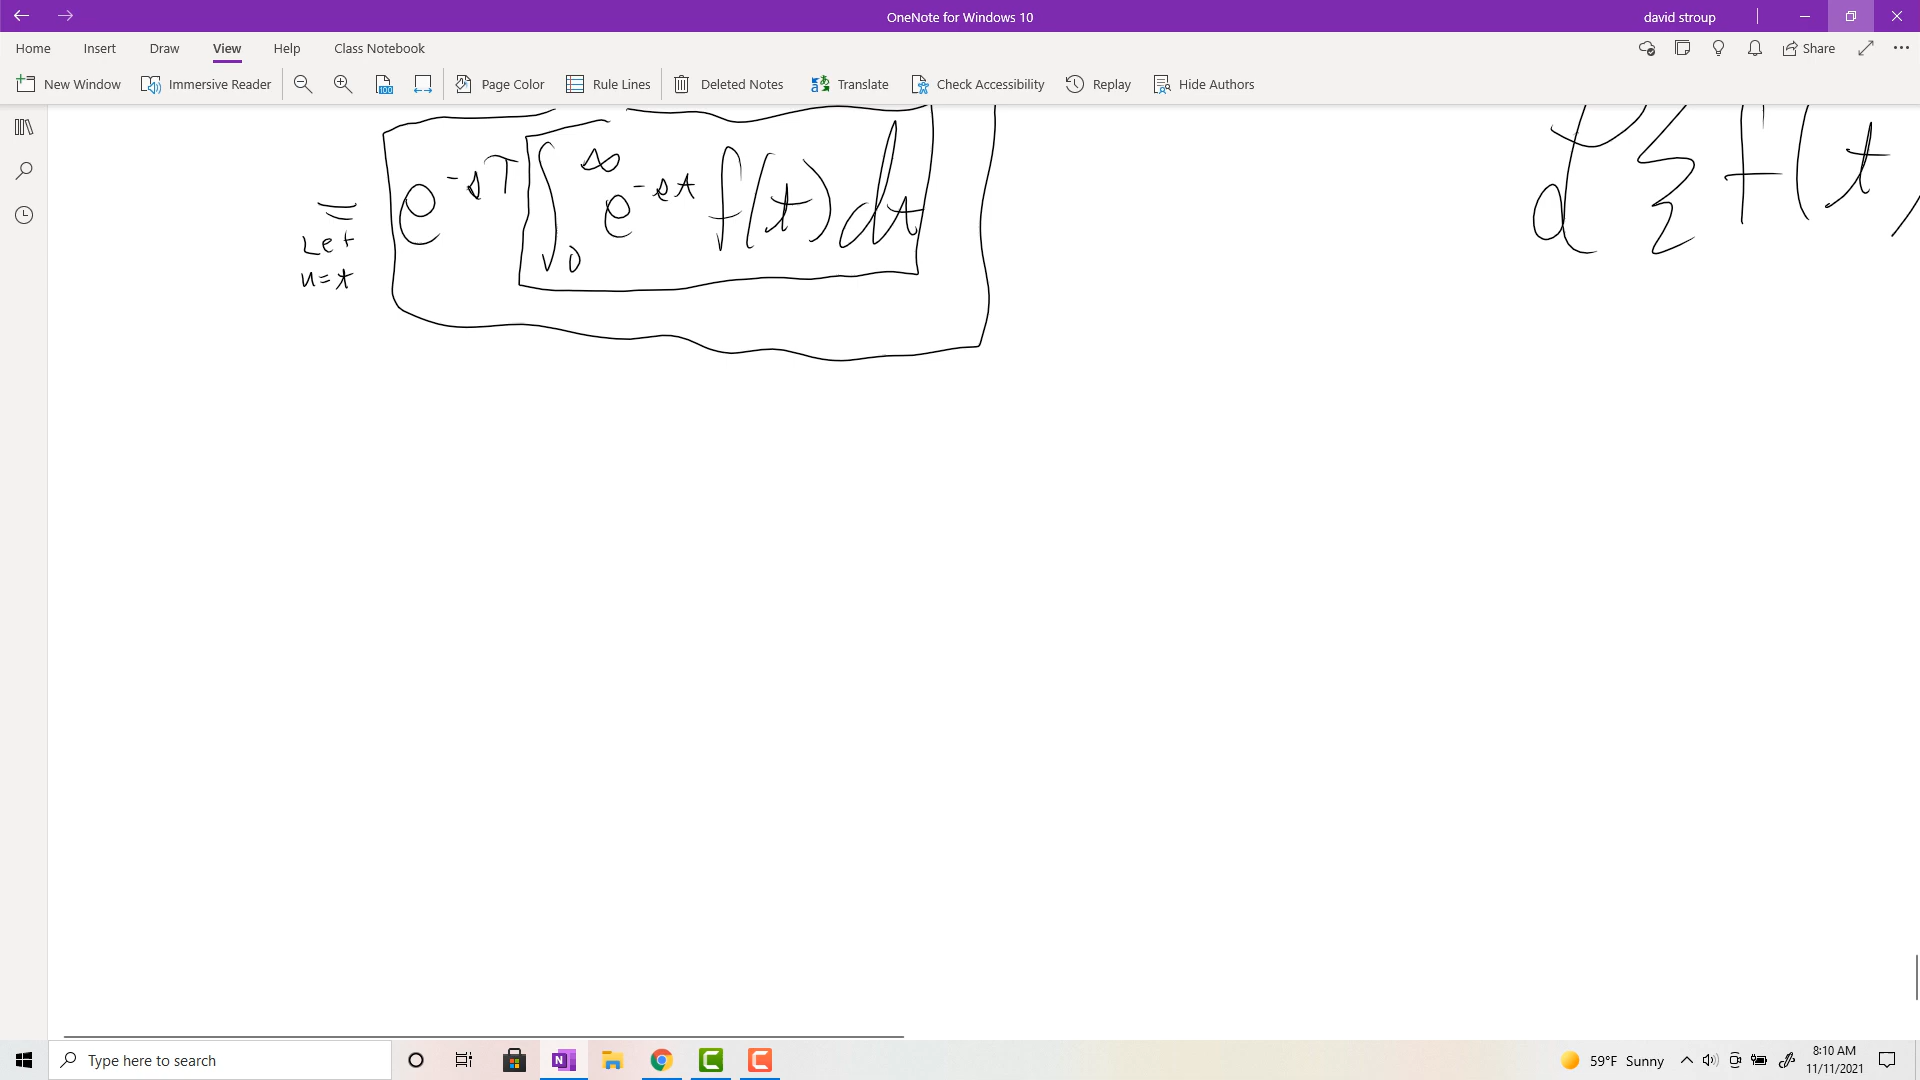 OneNote for Windows 10
david stroup
Home Insert Draw View Help Class Notebook
Share
New Window Immersive Reader Page Color Rule Lines Deleted Notes Translate Check Accessibility Replay Hide Authors
= e^{-sT} ∫_0^∞ e^{-st} f(t) dt
Let
u = t
ℒ{f(t)
Type here to search
59°F Sunny
8:10 AM
11/11/2021